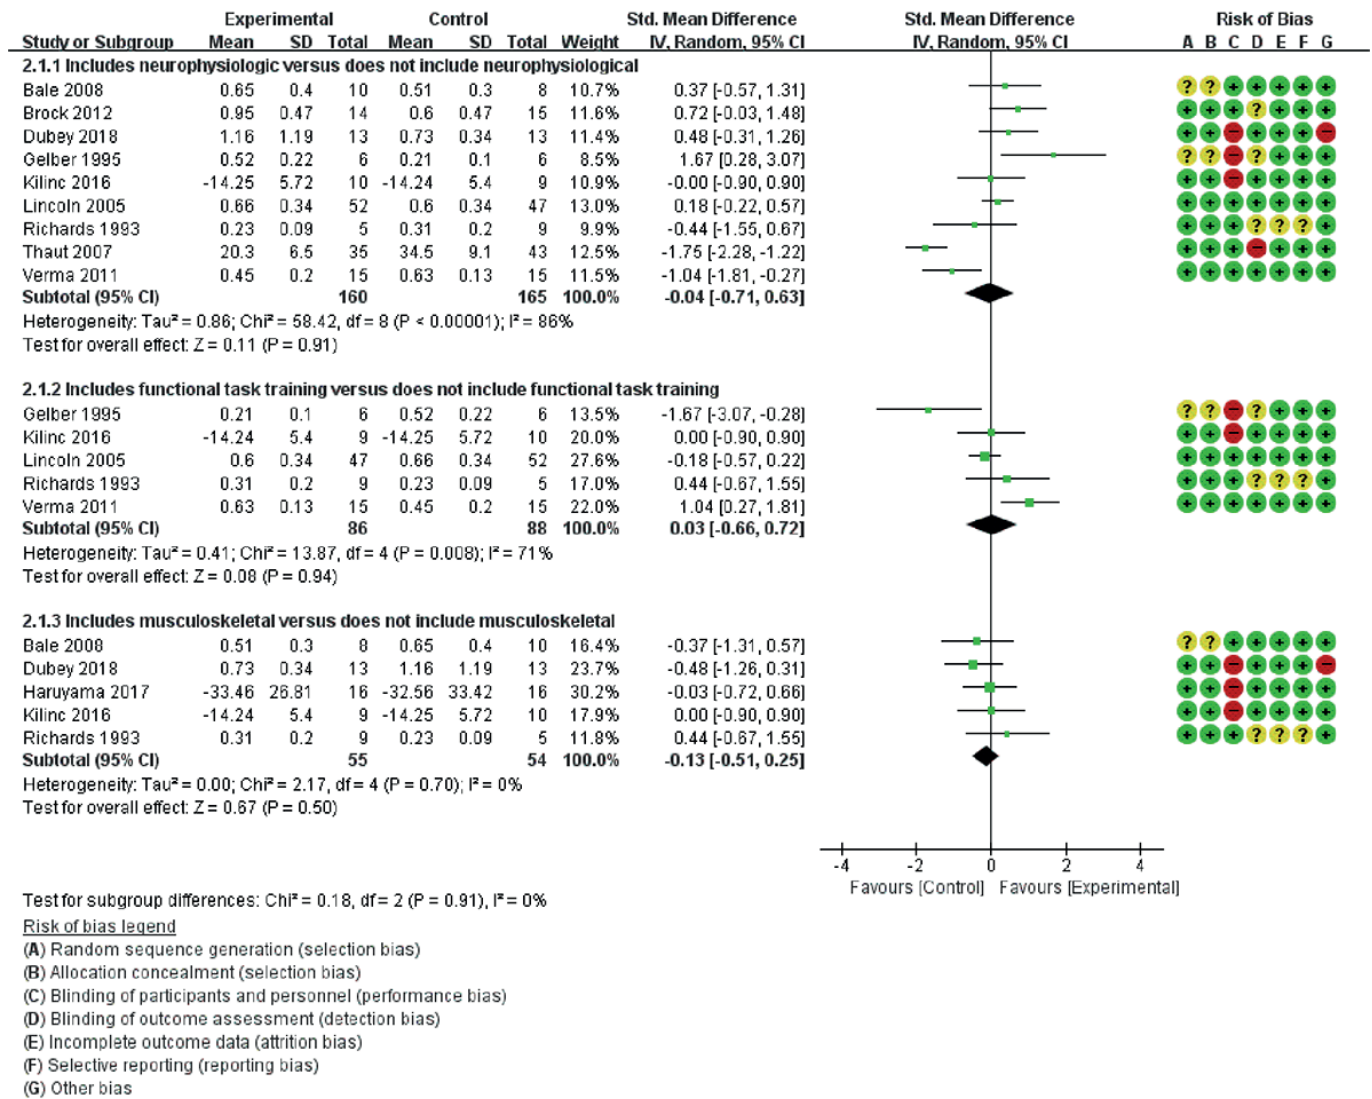 Experimental Control Std. Mean Difference Std. Mean Difference Risk of Bias
Study or Subgroup Mean SD Total Mean SD Total Weight IV, Random, 95% CI IV, Random, 95% CI A B C D E F G
2.1.1 Includes neurophysiologic versus does not include neurophysiological
Bale 2008 0.65 0.4 10 0.51 0.3 8 10.7% 0.37 [-0.57, 1.31] ? ? + + + + +
Brock 2012 0.95 0.47 14 0.6 0.47 15 11.6% 0.72 [-0.03, 1.48] + + + ? + + +
Dubey 2018 1.16 1.19 13 0.73 0.34 13 11.4% 0.48 [-0.31, 1.26] + + - + + + -
Gelber 1995 0.52 0.22 6 0.21 0.1 6 8.5% 1.67 [0.28, 3.07] ? ? - ? + + +
Kilinc 2016 -14.25 5.72 10 -14.24 5.4 9 10.9% -0.00 [-0.90, 0.90] + + - + + + +
Lincoln 2005 0.66 0.34 52 0.6 0.34 47 13.0% 0.18 [-0.22, 0.57] + + + + + + +
Richards 1993 0.23 0.09 5 0.31 0.2 9 9.9% -0.44 [-1.55, 0.67] + + + ? ? ? +
Thaut 2007 20.3 6.5 35 34.5 9.1 43 12.5% -1.75 [-2.28, -1.22] + + + - + + +
Verma 2011 0.45 0.2 15 0.63 0.13 15 11.5% -1.04 [-1.81, -0.27] + + + + + + +
Subtotal (95% CI) 160 165 100.0% -0.04 [-0.71, 0.63]
Heterogeneity: Tau² = 0.86; Chi² = 58.42, df = 8 (P < 0.00001); I² = 86%
Test for overall effect: Z = 0.11 (P = 0.91)
2.1.2 Includes functional task training versus does not include functional task training
Gelber 1995 0.21 0.1 6 0.52 0.22 6 13.5% -1.67 [-3.07, -0.28] ? ? - ? + + +
Kilinc 2016 -14.24 5.4 9 -14.25 5.72 10 20.0% 0.00 [-0.90, 0.90] + + - + + + +
Lincoln 2005 0.6 0.34 47 0.66 0.34 52 27.6% -0.18 [-0.57, 0.22] + + + + + + +
Richards 1993 0.31 0.2 9 0.23 0.09 5 17.0% 0.44 [-0.67, 1.55] + + + ? ? ? +
Verma 2011 0.63 0.13 15 0.45 0.2 15 22.0% 1.04 [0.27, 1.81] + + + + + + +
Subtotal (95% CI) 86 88 100.0% 0.03 [-0.66, 0.72]
Heterogeneity: Tau² = 0.41; Chi² = 13.87, df = 4 (P = 0.008); I² = 71%
Test for overall effect: Z = 0.08 (P = 0.94)
2.1.3 Includes musculoskeletal versus does not include musculoskeletal
Bale 2008 0.51 0.3 8 0.65 0.4 10 16.4% -0.37 [-1.31, 0.57] ? ? + + + + +
Dubey 2018 0.73 0.34 13 1.16 1.19 13 23.7% -0.48 [-1.26, 0.31] + + - + + + -
Haruyama 2017 -33.46 26.81 16 -32.56 33.42 16 30.2% -0.03 [-0.72, 0.66] + + - + + + +
Kilinc 2016 -14.24 5.4 9 -14.25 5.72 10 17.9% 0.00 [-0.90, 0.90] + + - + + + +
Richards 1993 0.31 0.2 9 0.23 0.09 5 11.8% 0.44 [-0.67, 1.55] + + + ? ? ? +
Subtotal (95% CI) 55 54 100.0% -0.13 [-0.51, 0.25]
Heterogeneity: Tau² = 0.00; Chi² = 2.17, df = 4 (P = 0.70); I² = 0%
Test for overall effect: Z = 0.67 (P = 0.50)
-4 -2 0 2 4
Favours [Control] Favours [Experimental]
Test for subgroup differences: Chi² = 0.18, df = 2 (P = 0.91), I² = 0%
Risk of bias legend
(A) Random sequence generation (selection bias)
(B) Allocation concealment (selection bias)
(C) Blinding of participants and personnel (performance bias)
(D) Blinding of outcome assessment (detection bias)
(E) Incomplete outcome data (attrition bias)
(F) Selective reporting (reporting bias)
(G) Other bias